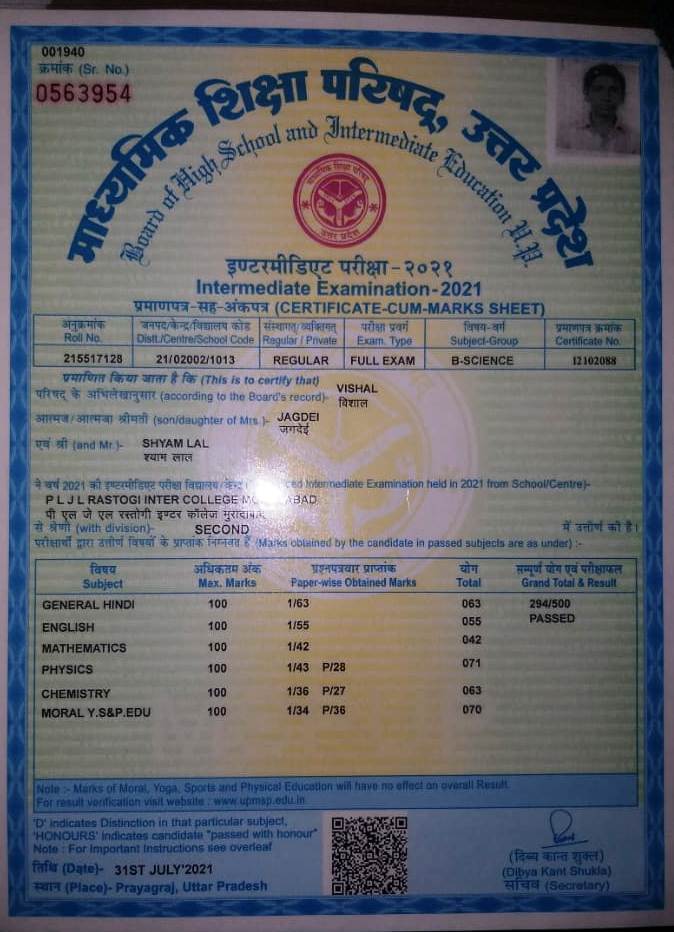 001940
क्रमांक (Sr. No.)
0563954
माध्यमिक शिक्षा परिषद्, उत्तर प्रदेश
Board of High School and Intermediate Education U.P.
माध्यमिक शिक्षा परिषद्
उत्तर प्रदेश
इण्टरमीडिएट परीक्षा-२०२१
Intermediate Examination-2021
प्रमाणपत्र-सह-अंकपत्र (CERTIFICATE-CUM-MARKS SHEET)
अनुक्रमांक जनपद/केन्द्र/विद्यालय कोड संस्थागत/व्यक्तिगत परीक्षा प्रवर्ग विषय-वर्ग प्रमाणपत्र क्रमांक
Roll No. Distt./Centre/School Code Regular / Private Exam. Type Subject-Group Certificate No.
215517128 21/02002/1013 REGULAR FULL EXAM B-SCIENCE 12102088
प्रमाणित किया जाता है कि (This is to certify that)
परिषद के अभिलेखानुसार (according to the Board's record)- VISHAL
विशाल
आत्मज/आत्मजा श्रीमती (son/daughter of Mrs.)- JAGDEI
जगदेई
एवं श्री (and Mr.)- SHYAM LAL
श्याम लाल
ने वर्ष 2021 की इण्टरमीडिएट परीक्षा विद्यालय/केन्द्र Intermediate Examination held in 2021 from School/Centre)-
P L J L RASTOGI INTER COLLEGE
पी एल जे एल रस्तोगी इण्टर कॉलेज
से श्रेणी (with division)- SECOND में उत्तीर्ण की है।
परीक्षार्थी द्वारा उत्तीर्ण विषयों के प्राप्तांक निम्नवत हैं (Marks obtained by the candidate in passed subjects are as under) :-
विषय अधिकतम अंक प्रश्नपत्रवार प्राप्तांक योग सम्पूर्ण योग एवं परीक्षाफल
Subject Max. Marks Paper-wise Obtained Marks Total Grand Total & Result
GENERAL HINDI 100 1/63 063 294/500
ENGLISH 100 1/55 055 PASSED
MATHEMATICS 100 1/42 042
PHYSICS 100 1/43 P/28 071
CHEMISTRY 100 1/36 P/27 063
MORAL Y.S&P.EDU 100 1/34 P/36 070
Note :- Marks of Moral, Yoga, Sports and Physical Education will have no effect on overall Result.
For result verification visit website : www.upmsp.edu.in
'D' indicates Distinction in that particular subject,
'HONOURS' indicates candidate "passed with honour"
Note : For Important Instructions see overleaf
तिथि (Date)- 31ST JULY'2021
स्थान (Place)- Prayagraj, Uttar Pradesh
(दिब्य कान्त शुक्ल)
(Dibya Kant Shukla)
सचिव (Secretary)